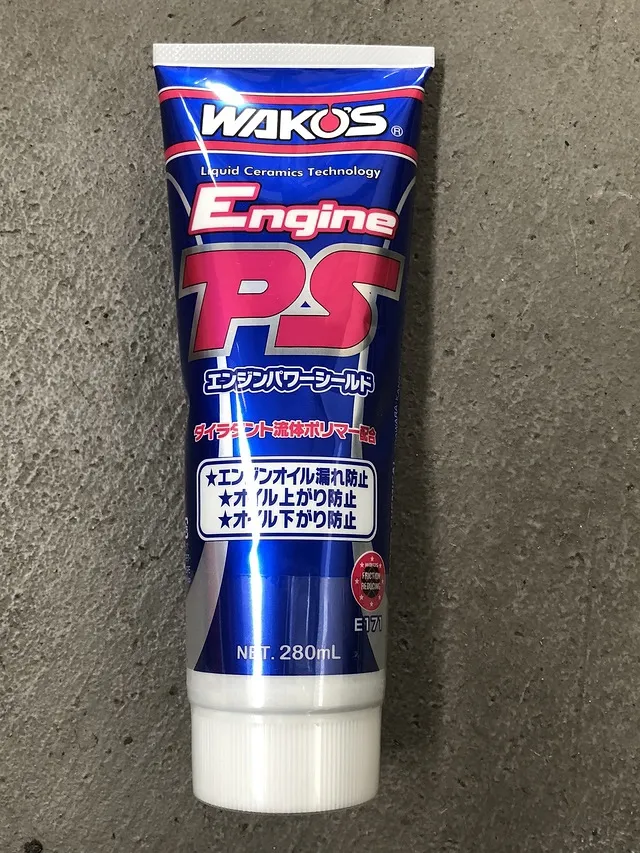 WAKO'S®
Liquid Ceramics Technology
Engine
PS
エンジンパワーシールド
ダイラタント流体ポリマー配合
★エンジンオイル漏れ防止
★オイル上がり防止
★オイル下がり防止
WAKO'S
FRICTION
REDUCING
E171
NET. 280mL